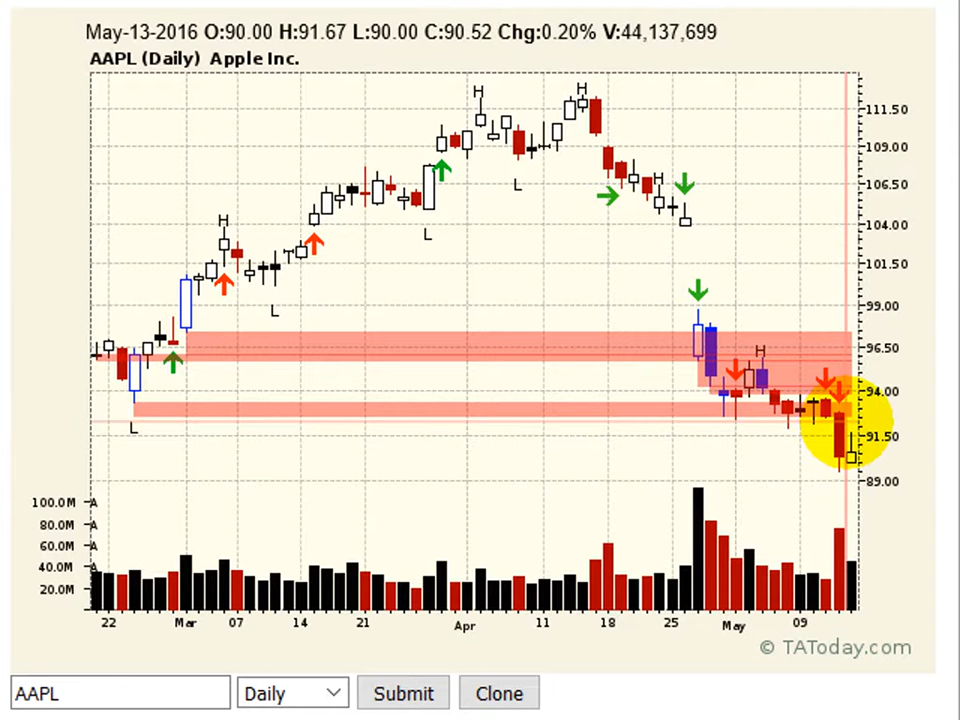 May-13-2016 O:90.00 H:91.67 L:90.00 C:90.52 Chg:0.20% V:44,137,699
AAPL (Daily) Apple Inc.
H H
111.50
109.00
L H
106.50
H L
104.00
101.50
L
99.00
96.50
H
94.00
L
91.50
89.00
100.0M A
80.0M A
60.0M A
40.0M A
20.0M
22 Mar 07 14 21 Apr 11 18 25 May 09
© TAToday.com
AAPL Daily Submit Clone